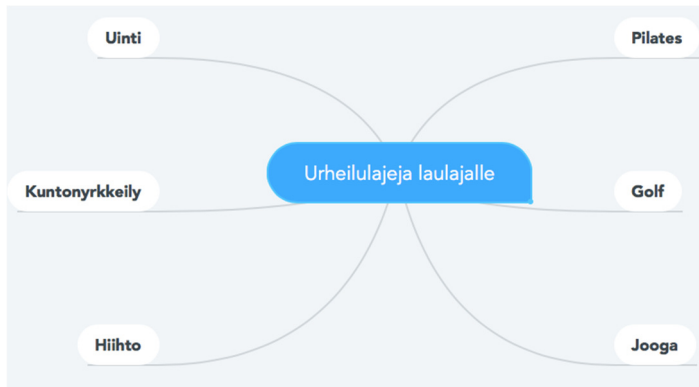 Uinti
Pilates
Urheilulajeja laulajalle
Kuntonyrkkeily
Golf
Hiihto
Jooga